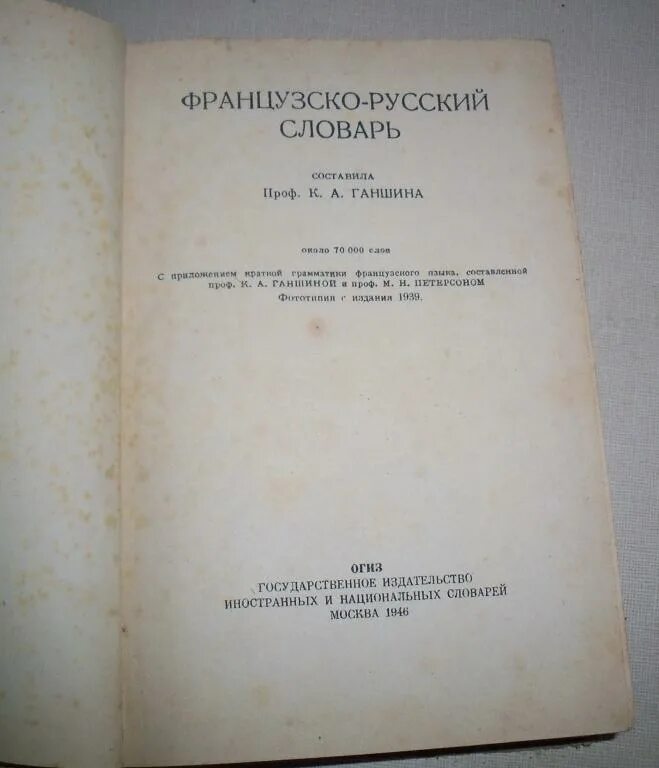 ФРАНЦУЗСКО-РУССКИЙ
СЛОВАРЬ
СОСТАВИЛА
Проф. К. А. ГАНШИНА
около 70 000 слов
С приложением краткой грамматики французского языка, составленной
проф. К. А. ГАНШИНОЙ и проф. М. Н. ПЕТЕРСОНОМ
Фототипия с издания 1939.
ОГИЗ
ГОСУДАРСТВЕННОЕ ИЗДАТЕЛЬСТВО
ИНОСТРАННЫХ И НАЦИОНАЛЬНЫХ СЛОВАРЕЙ
МОСКВА 1946